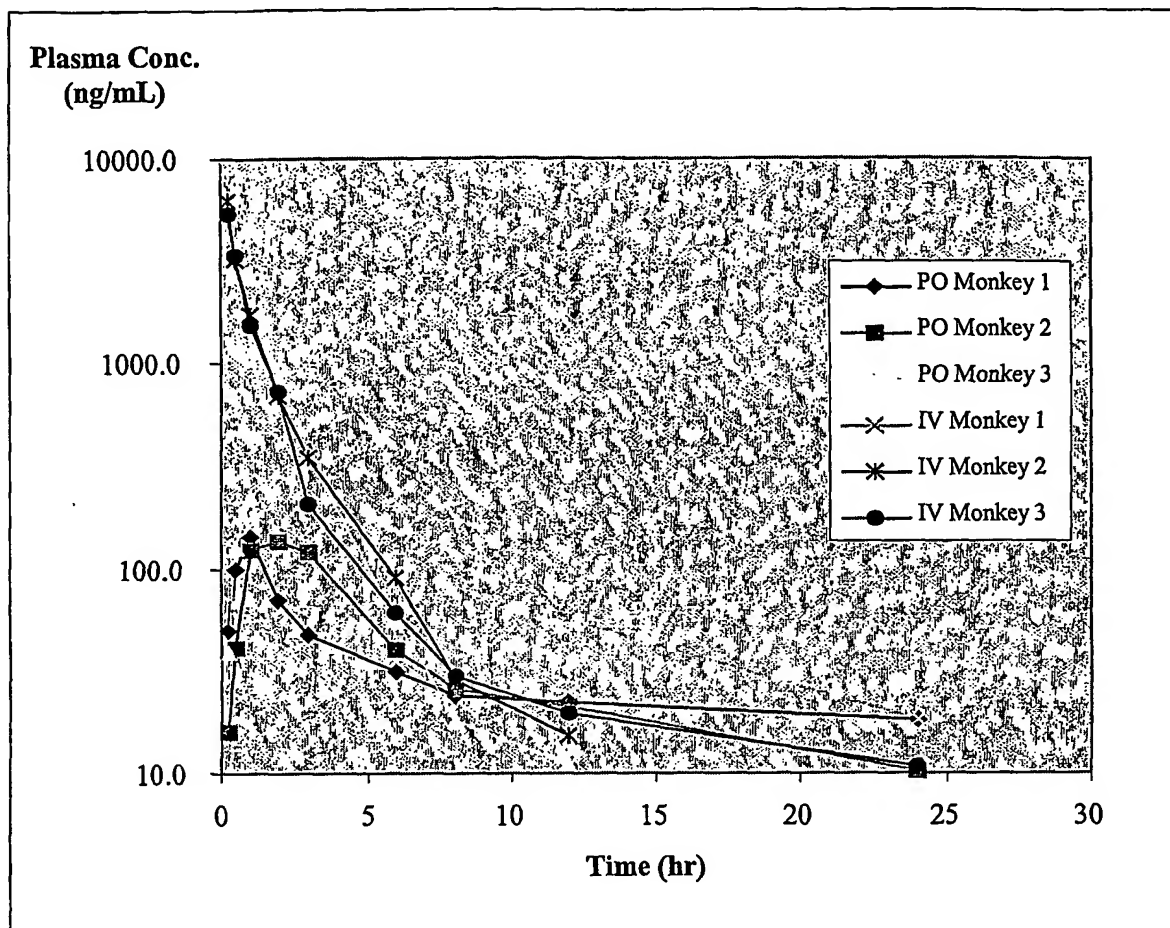 Plasma Conc.
(ng/mL)
10000.0
1000.0
100.0
10.0
0 5 10 15 20 25 30
Time (hr)
PO Monkey 1
PO Monkey 2
PO Monkey 3
IV Monkey 1
IV Monkey 2
IV Monkey 3